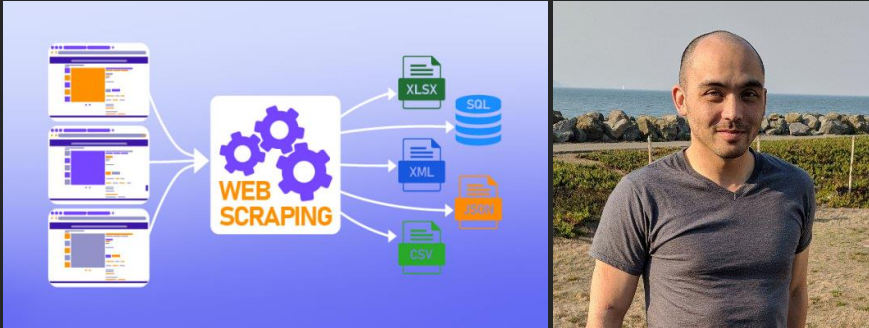 WEB
SCRAPING
XLSX
SQL
XML
JSON
CSV